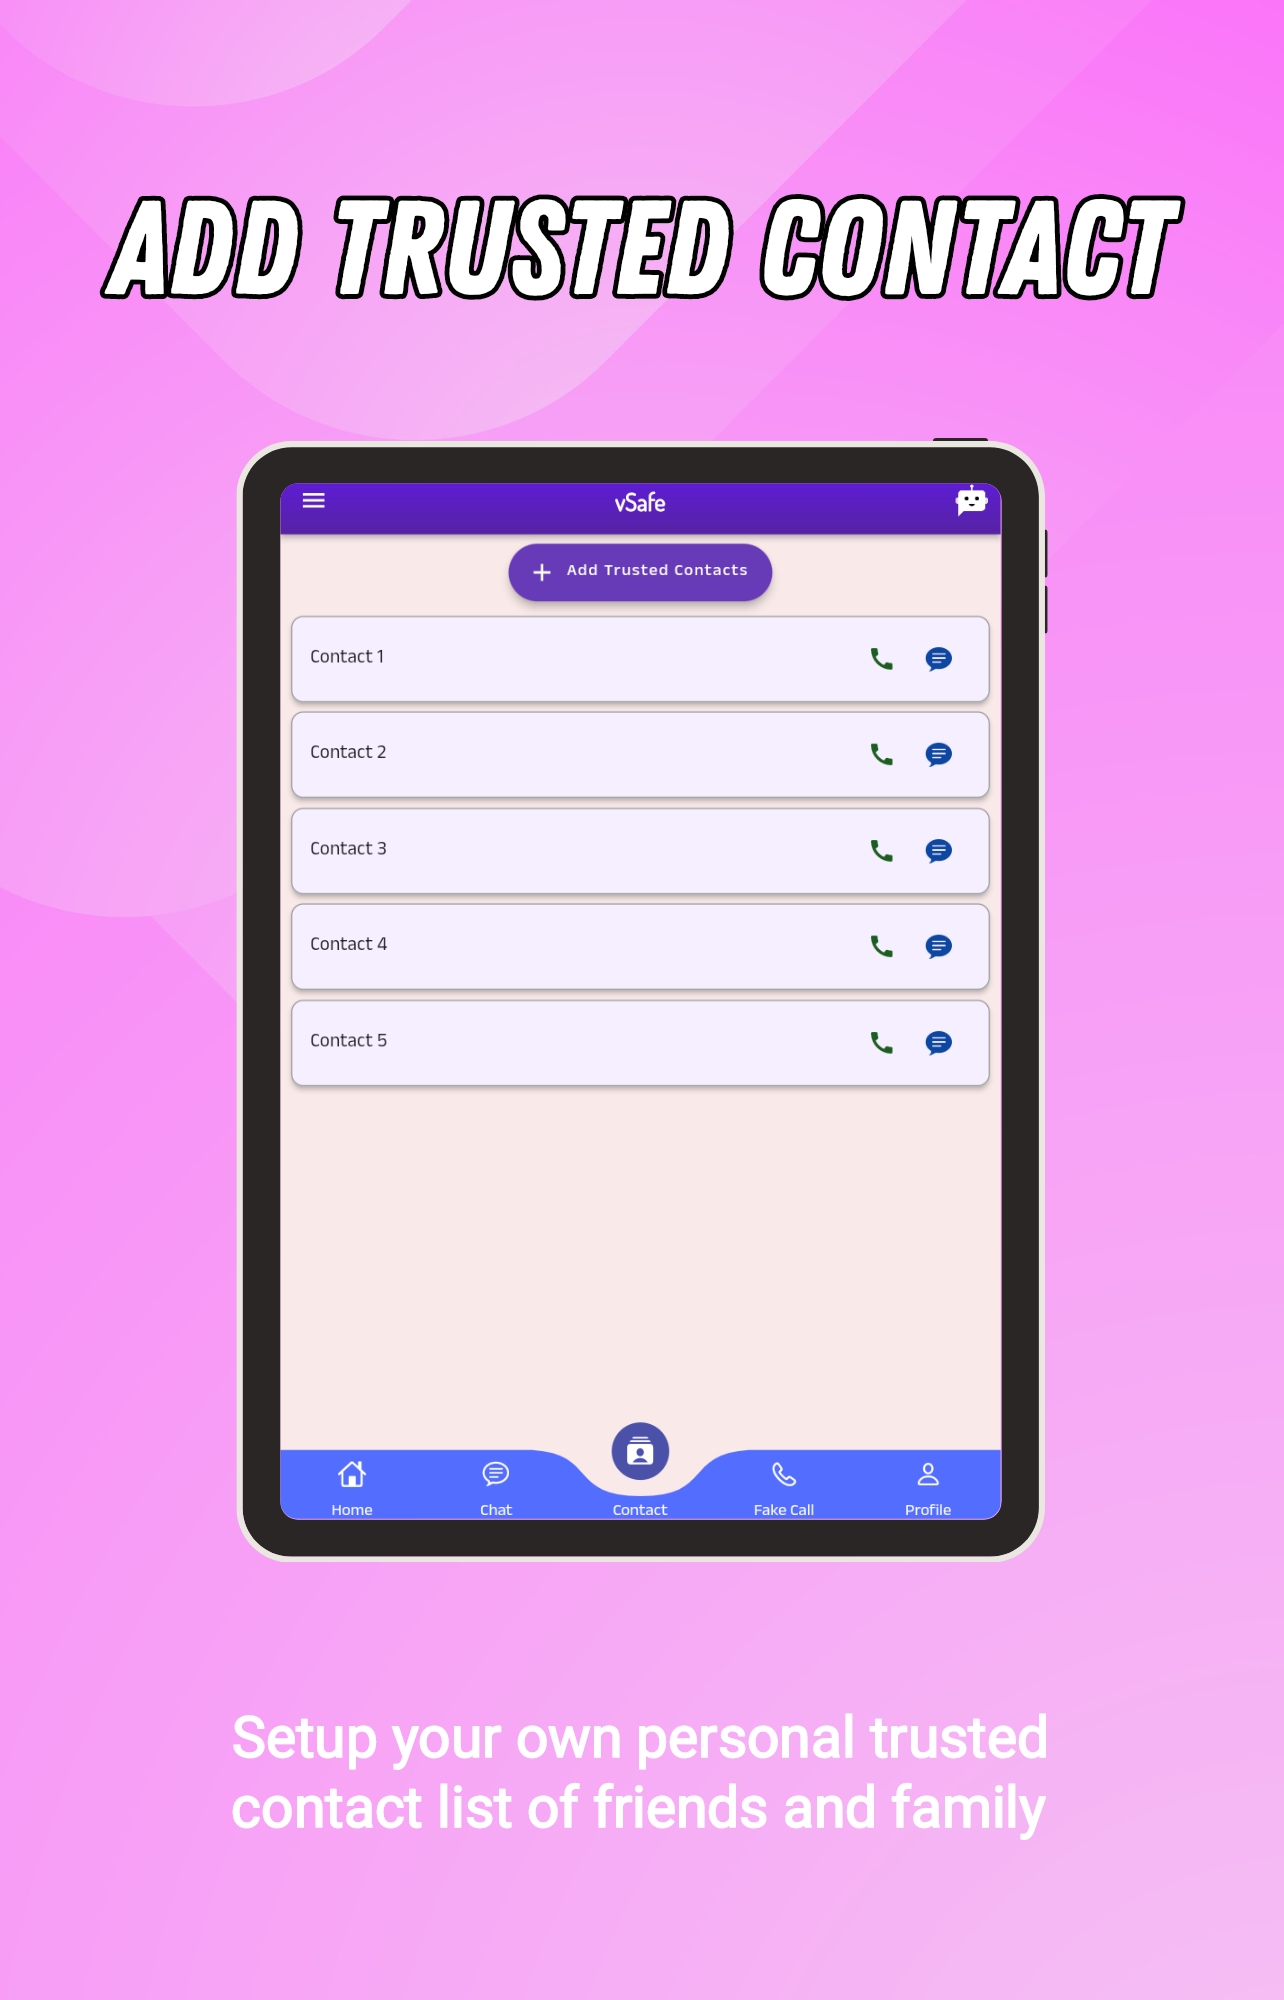 ADD TRUSTED CONTACT
vSafe
Add Trusted Contacts
Contact 1
Contact 2
Contact 3
Contact 4
Contact 5
Home
Chat
Contact
Fake Call
Profile
Setup your own personal trusted
contact list of friends and family